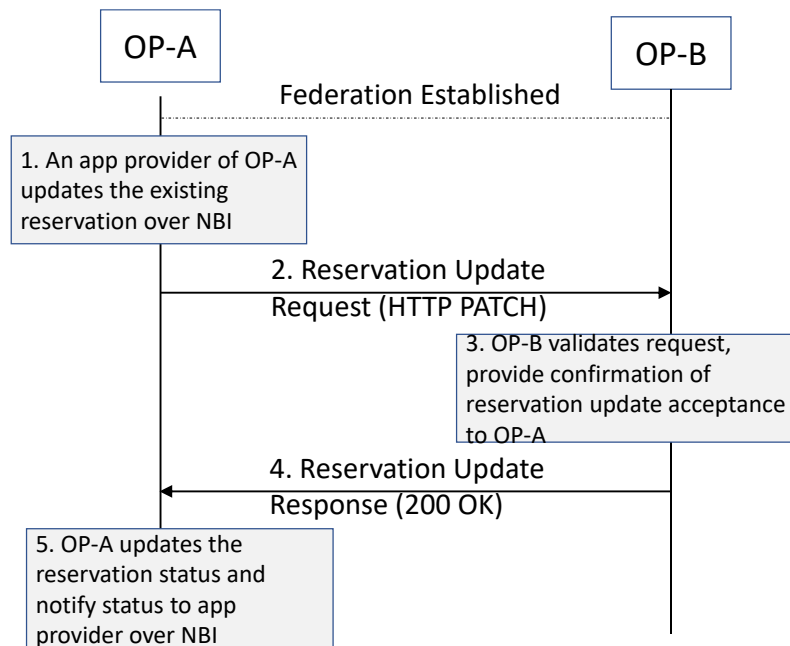 OP-A
OP-B
Federation Established
1. An app provider of OP-A
updates the existing
reservation over NBI
2. Reservation Update
Request (HTTP PATCH)
3. OP-B validates request,
provide confirmation of
reservation update acceptance
to OP-A
4. Reservation Update
Response (200 OK)
5. OP-A updates the
reservation status and
notify status to app
provider over NBI